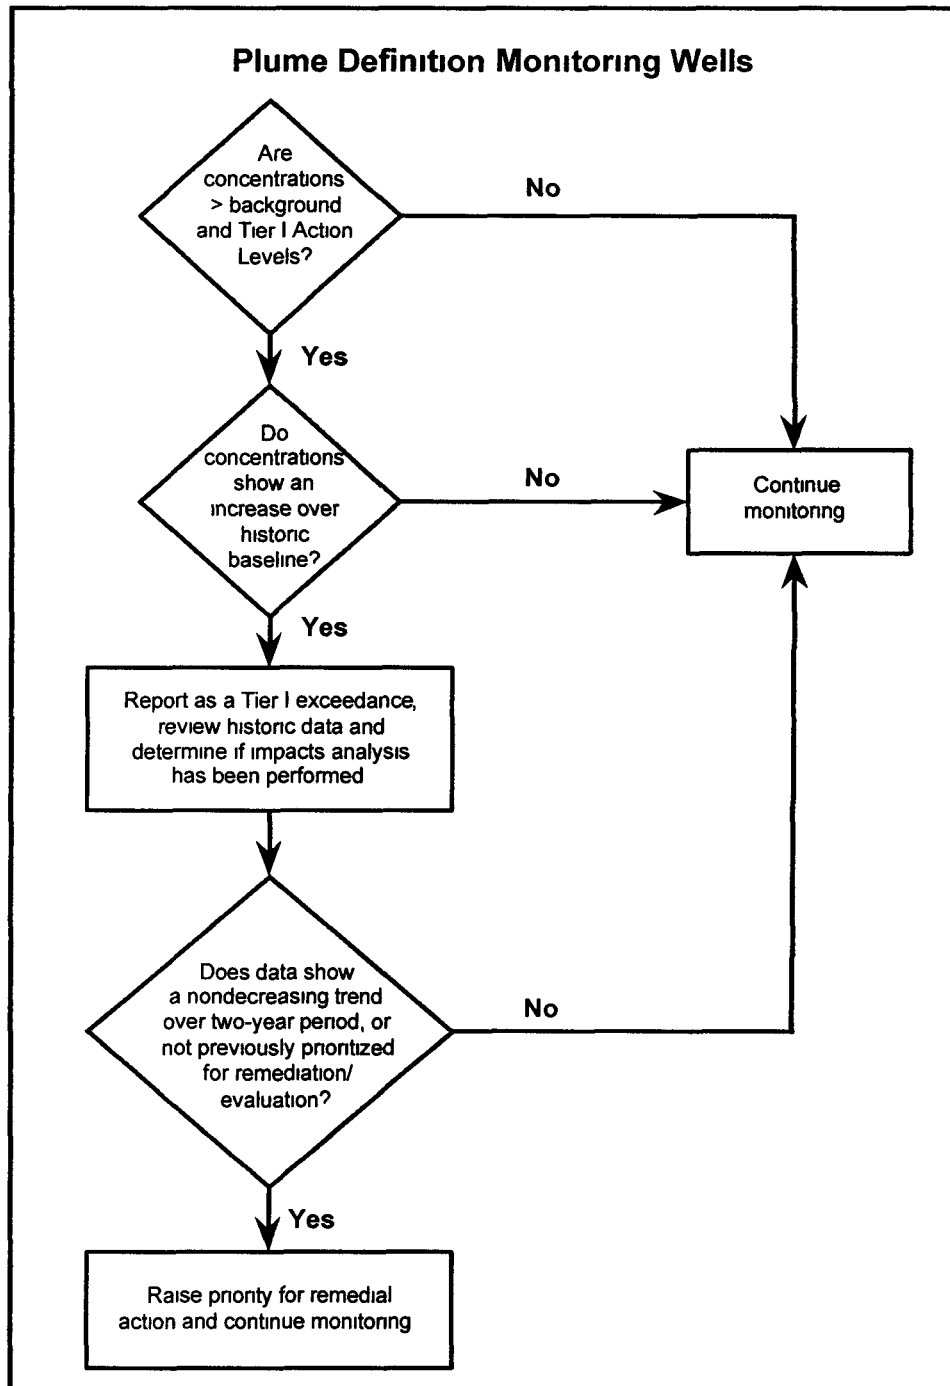 Plume Definition Monitoring Wells
Are
concentrations
> background
and Tier I Action
Levels?
No
Yes
Do
concentrations
show an
increase over
historic
baseline?
No
Continue
monitoring
Yes
Report as a Tier I exceedance,
review historic data and
determine if impacts analysis
has been performed
Does data show
a nondecreasing trend
over two-year period, or
not previously prioritized
for remediation/
evaluation?
No
Yes
Raise priority for remedial
action and continue monitoring